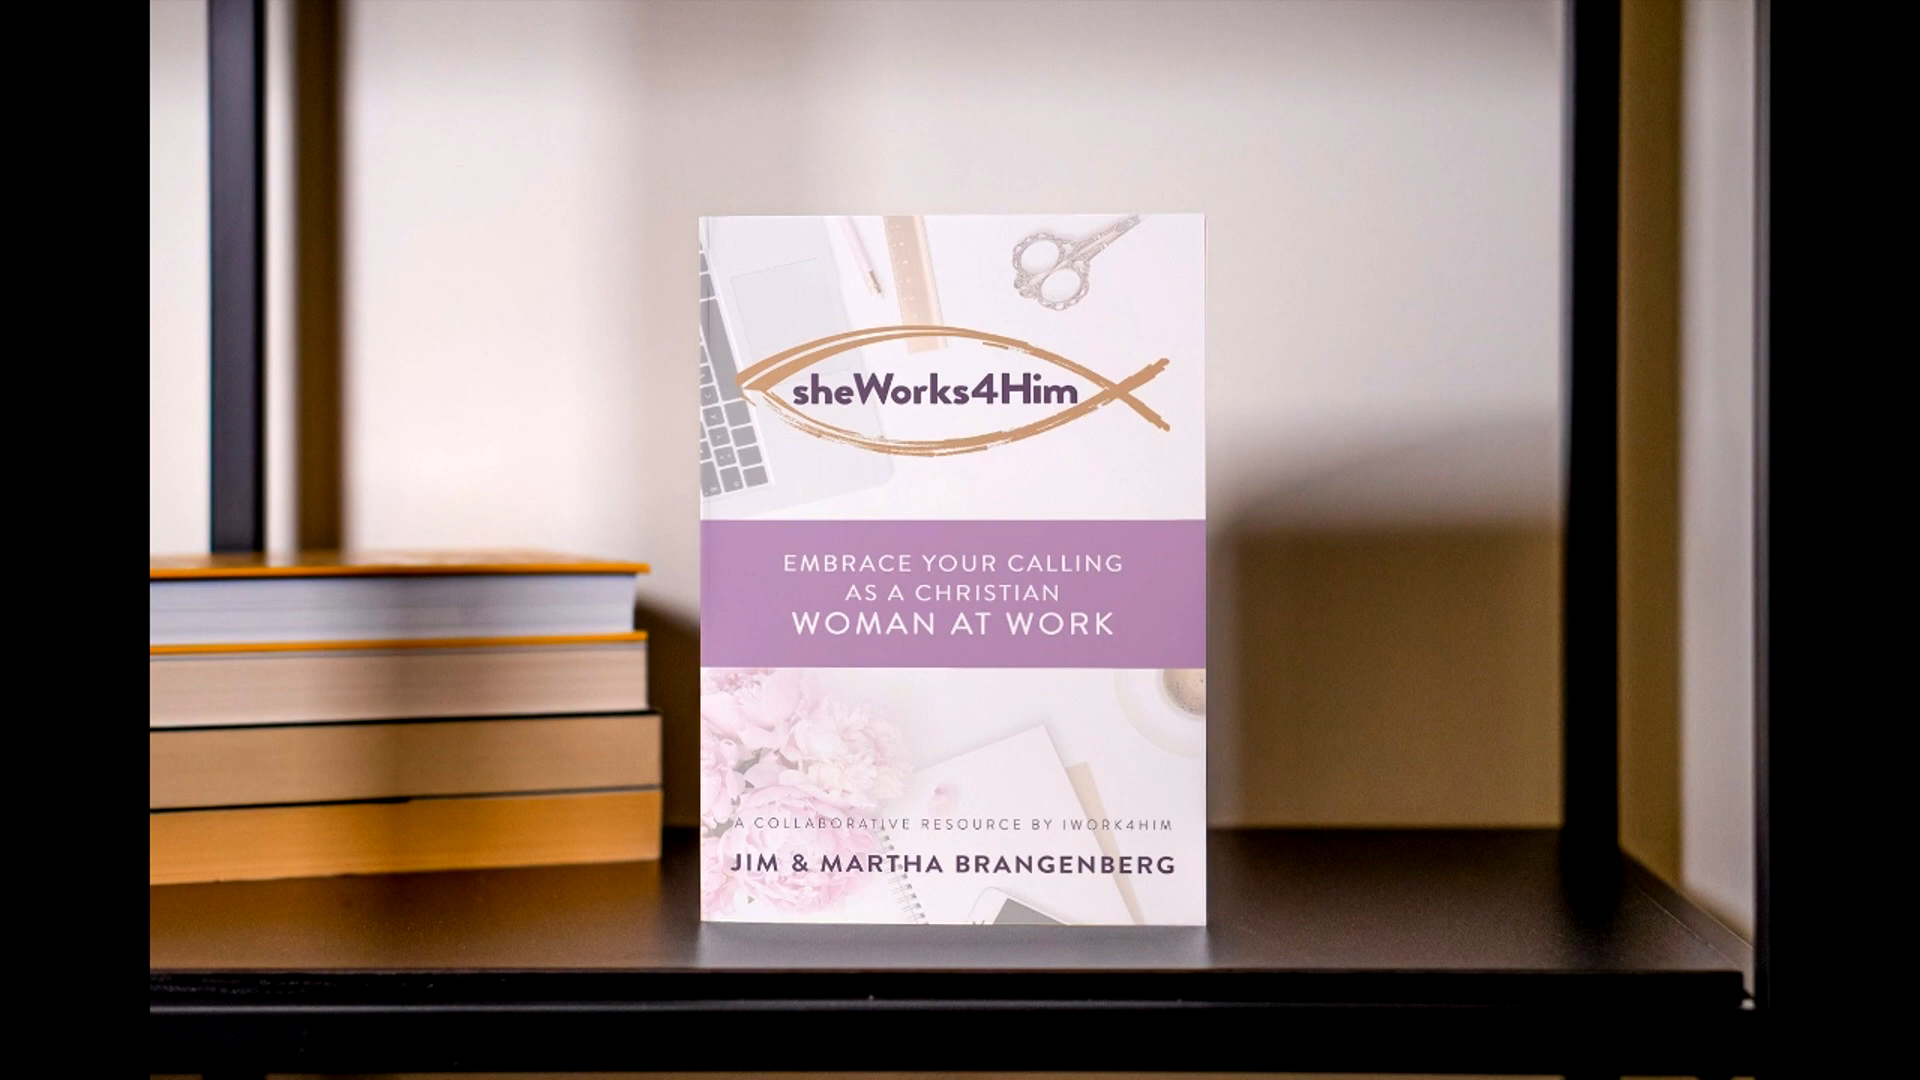 sheWorks4Him
EMBRACE YOUR CALLING
AS A CHRISTIAN
WOMAN AT WORK
A COLLABORATIVE RESOURCE BY IWORK4HIM
JIM & MARTHA BRANGENBERG